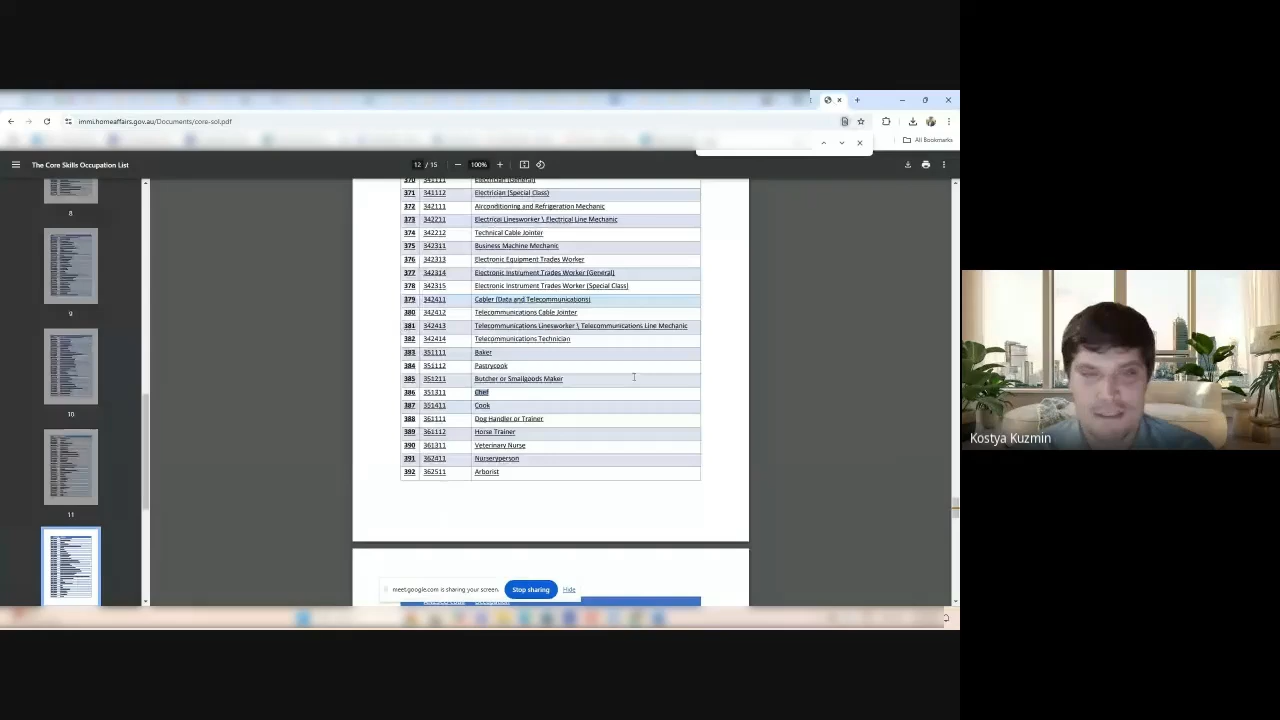 immi.homeaffairs.gov.au/Documents/core-sol.pdf
All Bookmarks
The Core Skills Occupation List
12 / 15
100%
8
9
10
11
370 341111 Electrician (General)
371 341112 Electrician (Special Class)
372 342111 Airconditioning and Refrigeration Mechanic
373 342211 Electrical Linesworker \ Electrical Line Mechanic
374 342212 Technical Cable Jointer
375 342311 Business Machine Mechanic
376 342313 Electronic Equipment Trades Worker
377 342314 Electronic Instrument Trades Worker (General)
378 342315 Electronic Instrument Trades Worker (Special Class)
379 342411 Cabler (Data and Telecommunications)
380 342412 Telecommunications Cable Jointer
381 342413 Telecommunications Linesworker \ Telecommunications Line Mechanic
382 342414 Telecommunications Technician
383 351111 Baker
384 351112 Pastrycook
385 351211 Butcher or Smallgoods Maker
386 351311 Chef
387 351411 Cook
388 361111 Dog Handler or Trainer
389 361112 Horse Trainer
390 361311 Veterinary Nurse
391 362411 Nurseryperson
392 362511 Arborist
meet.google.com is sharing your screen.
Stop sharing
Hide
Kostya Kuzmin